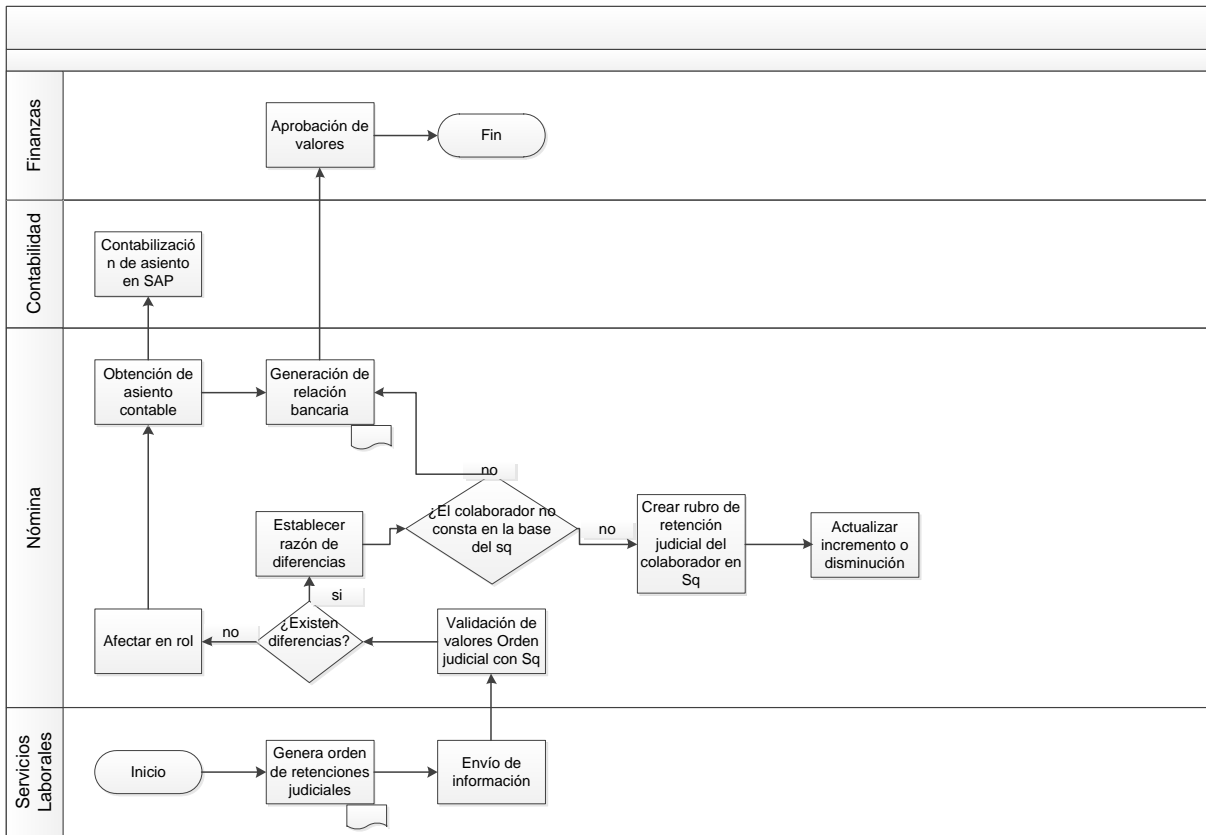 Finanzas
Aprobación de
valores
Fin
Contabilidad
Contabilizació
n de asiento
en SAP
Nómina
Obtención de
asiento
contable
Generación de
relación
bancaria
no
¿El colaborador no
consta en la base
del sq
no
Crear rubro de
retención
judicial del
colaborador en
Sq
Actualizar
incremento o
disminución
Establecer
razón de
diferencias
si
Afectar en rol
no
¿Existen
diferencias?
Validación de
valores Orden
judicial con Sq
Servicios
Laborales
Inicio
Genera orden
de retenciones
judiciales
Envío de
información